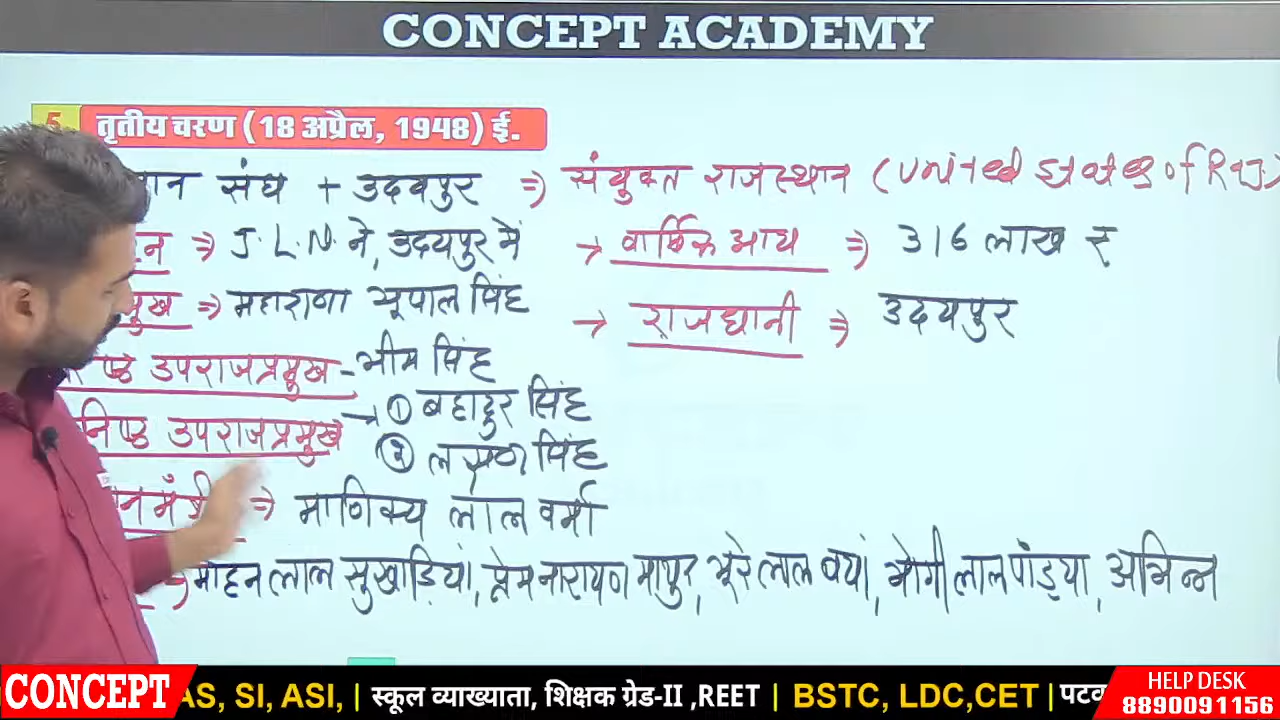 CONCEPT ACADEMY
5 तृतीय चरण (18 अप्रैल, 1948) ई.
संघ + उदयपुर ⇒ संयुक्त राजस्थान (United States of Raj.)
⇒ J.L.N. ने, उदयपुर में → वार्षिक आय ⇒ 316 लाख ₹
⇒ महाराणा भूपाल सिंह → राजधानी ⇒ उदयपुर
उपराजप्रमुख - भीम सिंह
उपराजप्रमुख → ① बहादुर सिंह
② लक्ष्मण सिंह
⇒ माणिक्य लाल वर्मा
मोहन लाल सुखाड़िया, प्रेम नारायण माथुर, भूरे लाल बयां, भोगी लाल पांड्या, अभिन्न
CONCEPT AS, SI, ASI, | स्कूल व्याख्याता, शिक्षक ग्रेड-II ,REET | BSTC, LDC,CET | HELP DESK
8890091156